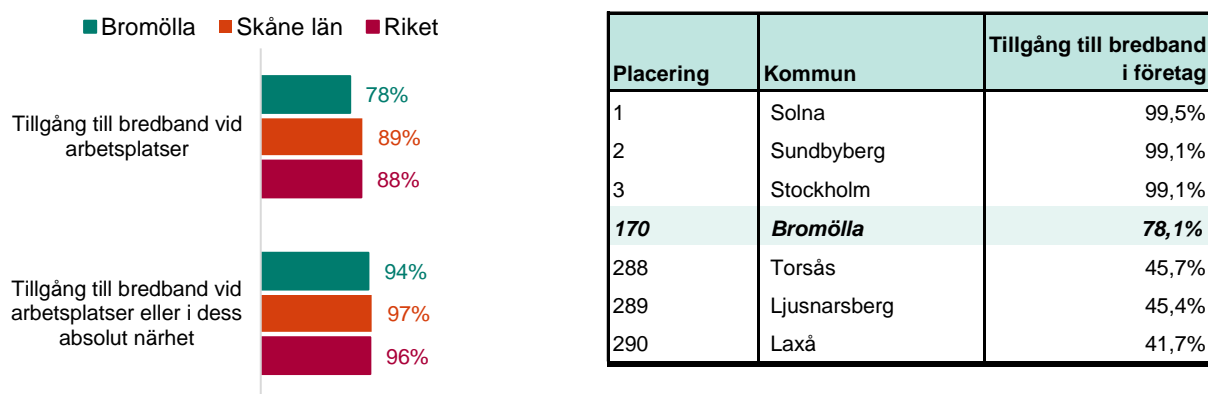 Bromölla Skåne län Riket
Tillgång till bredband vid
arbetsplatser
78%
89%
88%
Tillgång till bredband vid
arbetsplatser eller i dess
absolut närhet
94%
97%
96%
Placering Kommun Tillgång till bredband i företag
1 Solna 99,5%
2 Sundbyberg 99,1%
3 Stockholm 99,1%
170 Bromölla 78,1%
288 Torsås 45,7%
289 Ljusnarsberg 45,4%
290 Laxå 41,7%